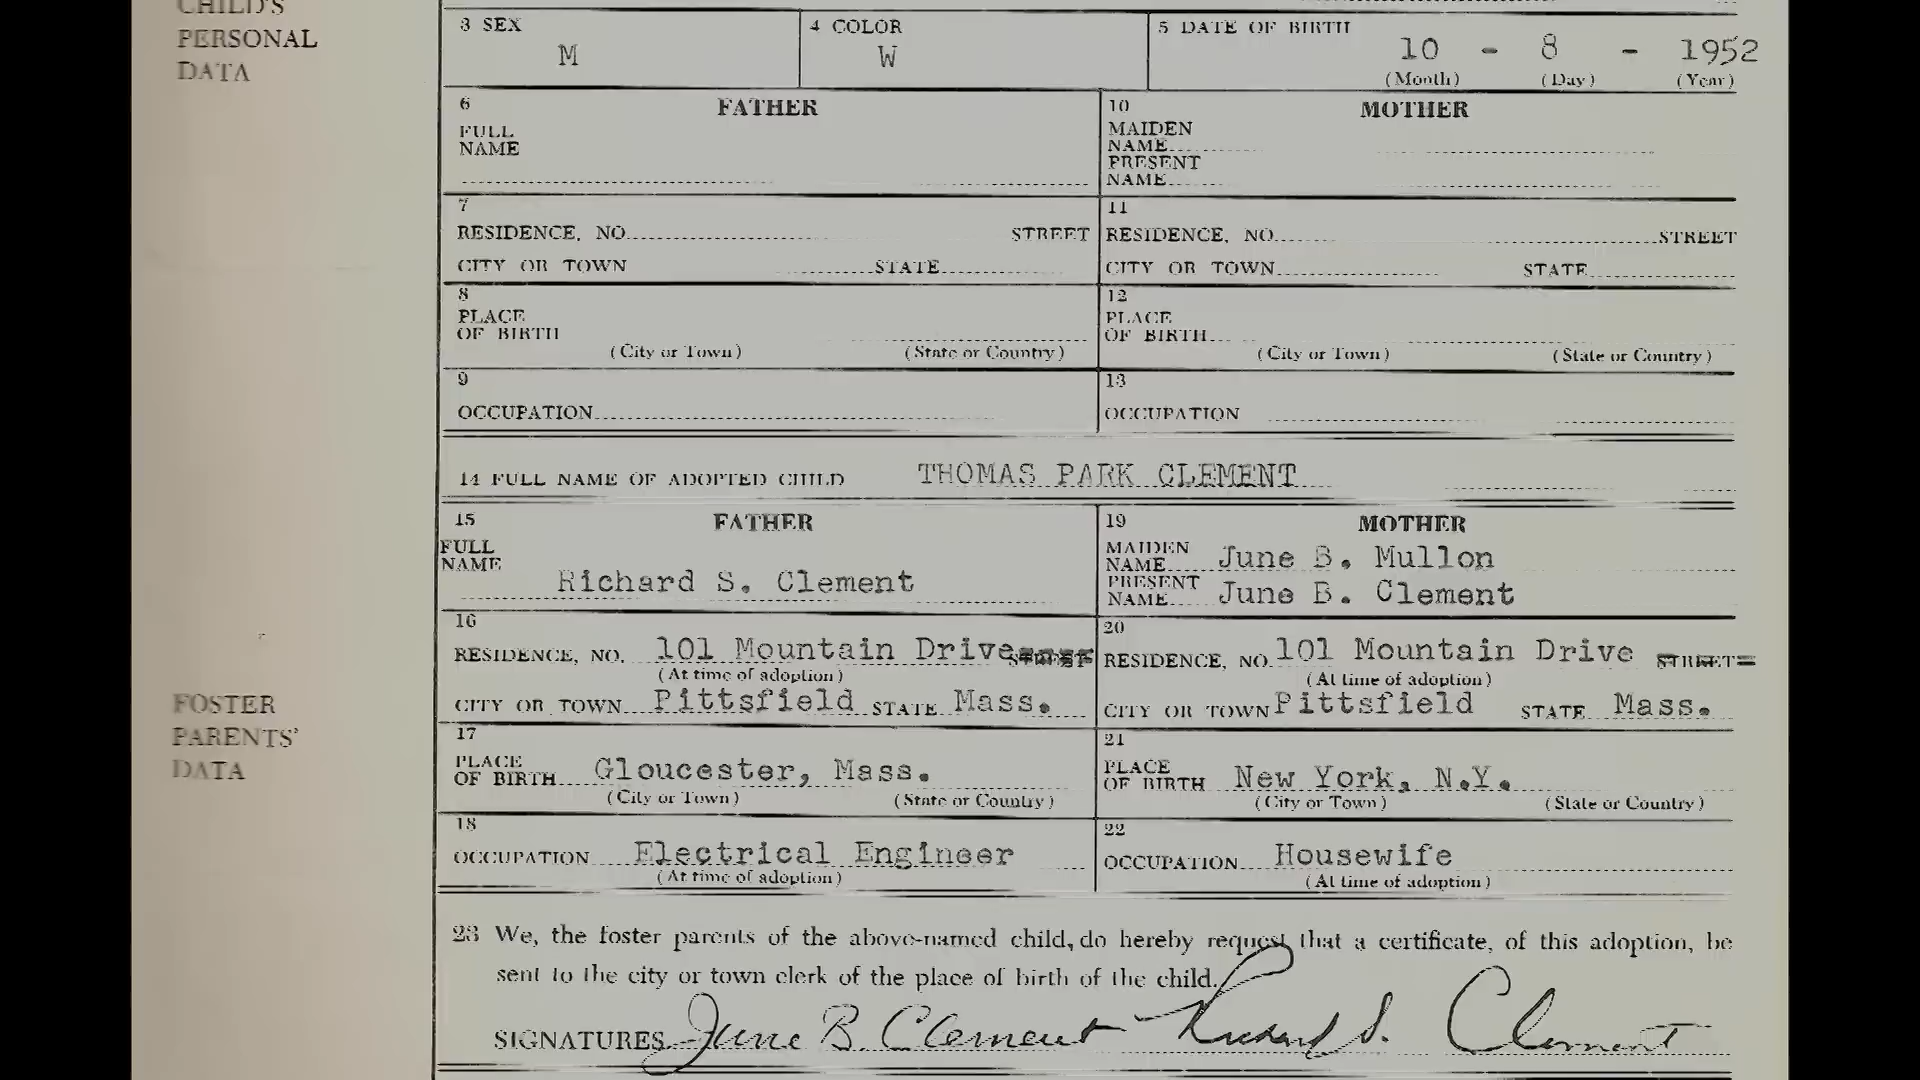 CHILD'S
PERSONAL
DATA
3 SEX
M
4 COLOR
W
5 DATE OF BIRTH
10 - 8 - 1952
(Month) (Day) (Year)
6 FATHER
FULL
NAME
10 MOTHER
MAIDEN
NAME
PRESENT
NAME
7
RESIDENCE, NO. STREET
CITY OR TOWN STATE
11
RESIDENCE, NO. STREET
CITY OR TOWN STATE
8
PLACE
OF BIRTH
(City or Town) (State or Country)
12
PLACE
OF BIRTH
(City or Town) (State or Country)
9
OCCUPATION
13
OCCUPATION
14 FULL NAME OF ADOPTED CHILD THOMAS PARK CLEMENT
FOSTER
PARENTS'
DATA
15 FATHER
FULL
NAME
Richard S. Clement
19 MOTHER
MAIDEN
NAME June B. Mullon
PRESENT
NAME June B. Clement
16
RESIDENCE, NO. 101 Mountain Drive
(At time of adoption)
CITY OR TOWN Pittsfield STATE Mass.
20
RESIDENCE, NO. 101 Mountain Drive STREET
(At time of adoption)
CITY OR TOWN Pittsfield STATE Mass.
17
PLACE
OF BIRTH Gloucester, Mass.
(City or Town) (State or Country)
21
PLACE
OF BIRTH New York, N.Y.
(City or Town) (State or Country)
18
OCCUPATION Electrical Engineer
(At time of adoption)
22
OCCUPATION Housewife
(At time of adoption)
23 We, the foster parents of the above-named child, do hereby request that a certificate, of this adoption, be
sent to the city or town clerk of the place of birth of the child.
SIGNATURES June B. Clement Richard S. Clement